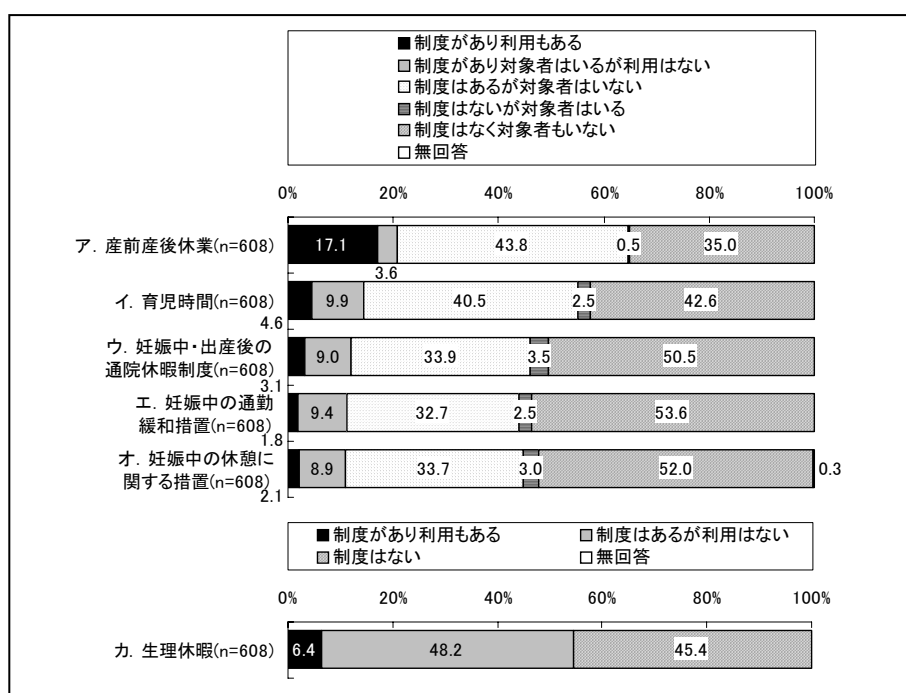 ■制度があり利用もある
■制度があり対象者はいるが利用はない
□制度はあるが対象者はいない
■制度はないが対象者はいる
■制度はなく対象者もいない
□無回答
0% 20% 40% 60% 80% 100%
ア．産前産後休業(n=608) 17.1 3.6 43.8 0.5 35.0
イ．育児時間(n=608) 4.6 9.9 40.5 2.5 42.6
ウ．妊娠中・出産後の
通院休暇制度(n=608) 3.1 9.0 33.9 3.5 50.5
エ．妊娠中の通勤
緩和措置(n=608) 1.8 9.4 32.7 2.5 53.6
オ．妊娠中の休憩に
関する措置(n=608) 2.1 8.9 33.7 3.0 52.0 0.3
■制度があり利用もある ■制度はあるが利用はない
■制度はない □無回答
0% 20% 40% 60% 80% 100%
カ．生理休暇(n=608) 6.4 48.2 45.4